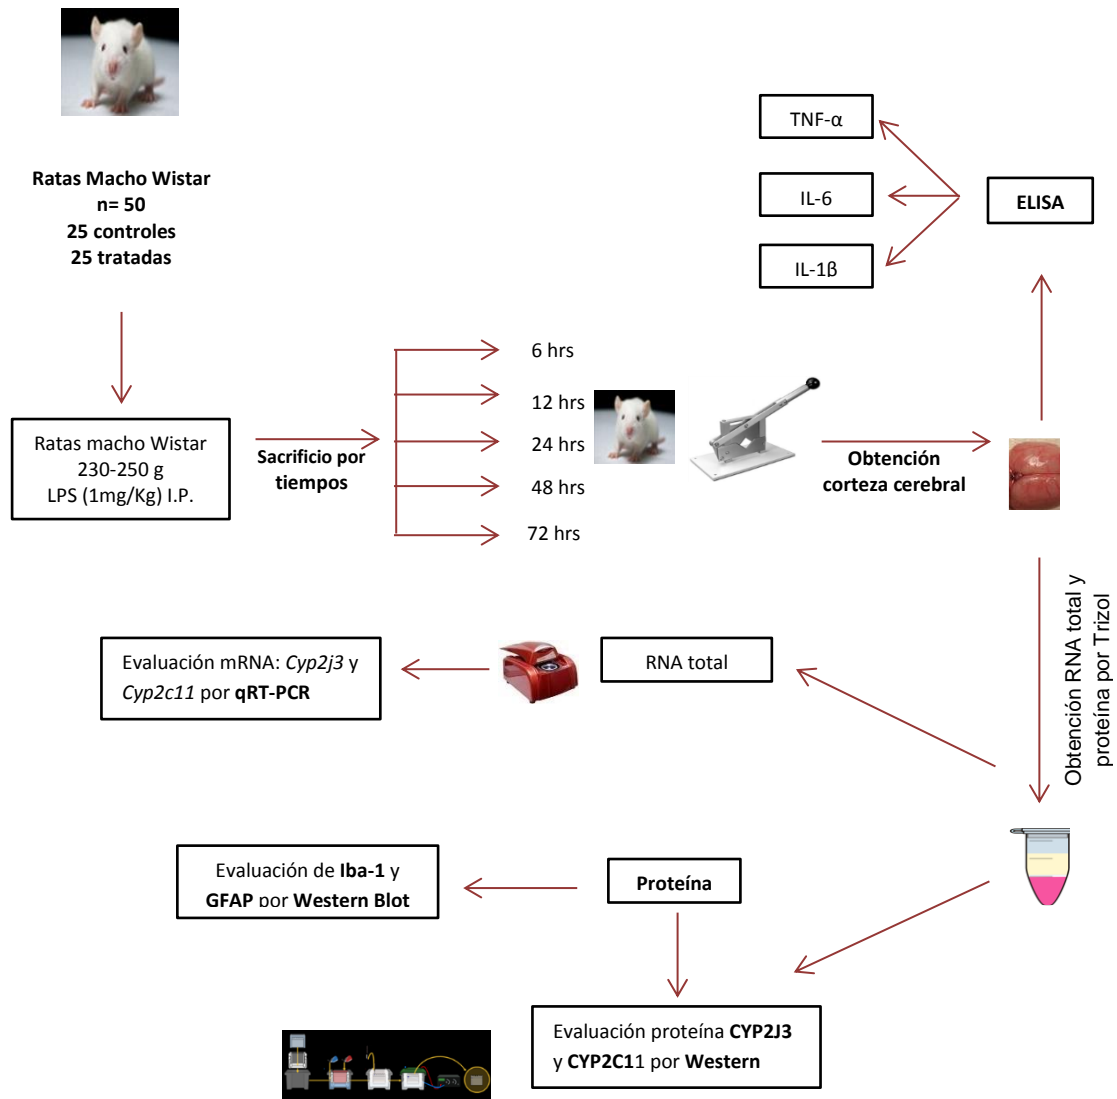 Ratas Macho Wistar
n= 50
25 controles
25 tratadas
Ratas macho Wistar
230-250 g
LPS (1mg/Kg) I.P.
Sacrificio por
tiempos
6 hrs
12 hrs
24 hrs
48 hrs
72 hrs
Obtención
corteza cerebral
ELISA
TNF-α
IL-6
IL-1β
Obtención RNA total y
proteína por Trizol
RNA total
Evaluación mRNA: Cyp2j3 y
Cyp2c11 por qRT-PCR
Proteína
Evaluación de Iba-1 y
GFAP por Western Blot
Evaluación proteína CYP2J3
y CYP2C11 por Western